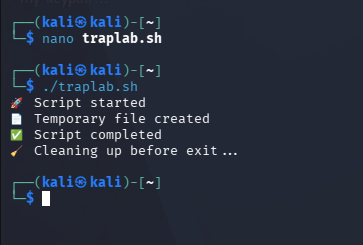 ┌──(kali㉿kali)-[~]
└─$ nano traplab.sh
┌──(kali㉿kali)-[~]
└─$ ./traplab.sh
🚀 Script started
📄 Temporary file created
✅ Script completed
🧹 Cleaning up before exit...
┌──(kali㉿kali)-[~]
└─$